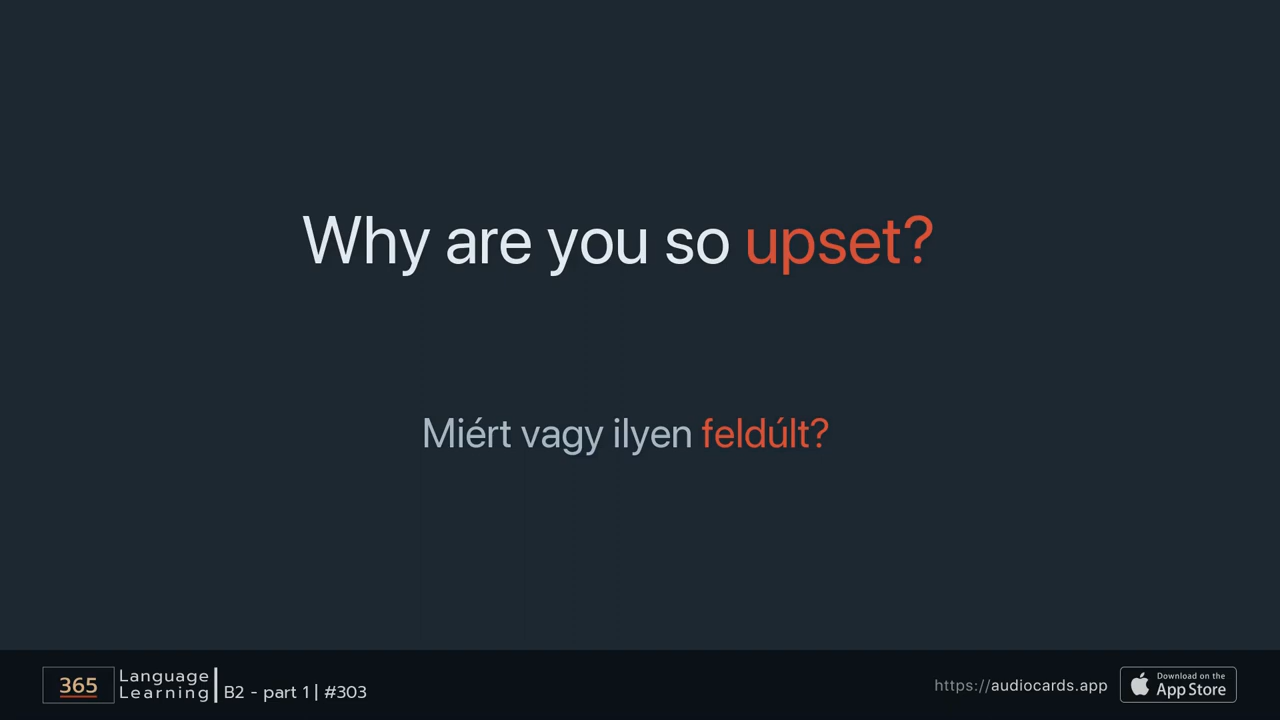 Why are you so upset?
Miért vagy ilyen feldúlt?
365 Language Learning | B2 - part 1 | #303
https://audiocards.app
Download on the
App Store